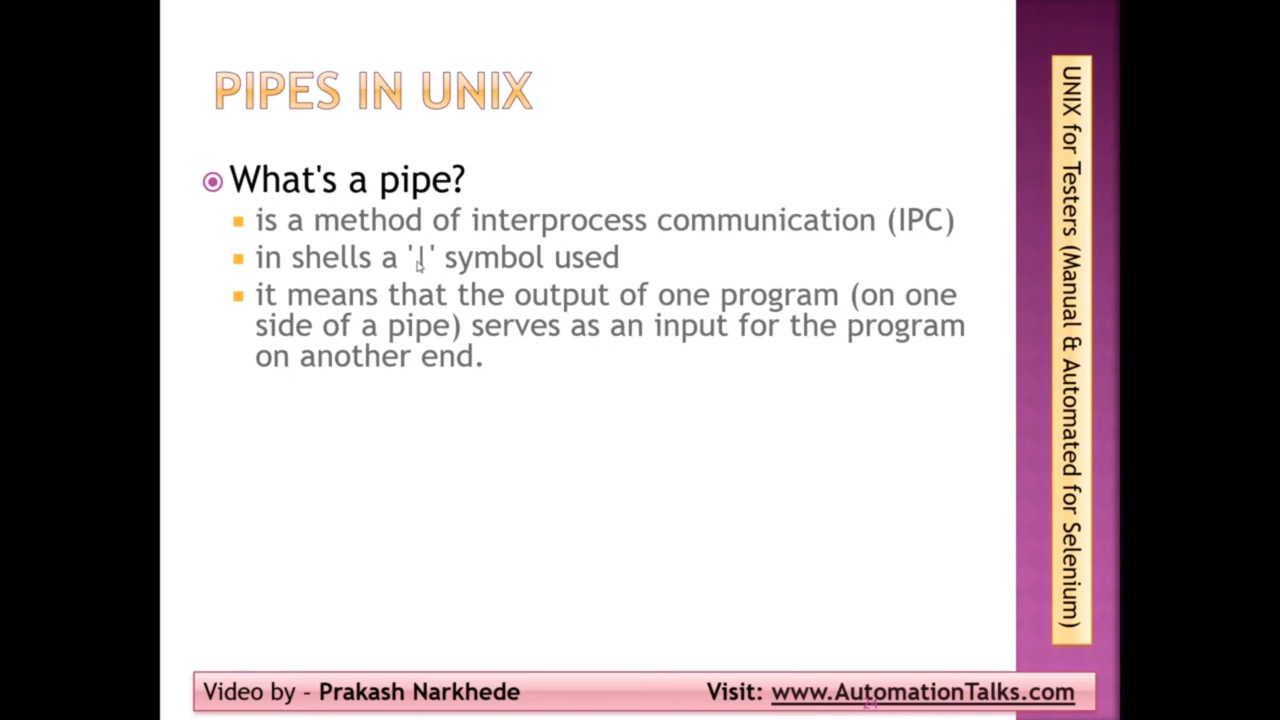 PIPES IN UNIX
What's a pipe?
is a method of interprocess communication (IPC)
in shells a '|' symbol used
it means that the output of one program (on one
side of a pipe) serves as an input for the program
on another end.
UNIX for Testers (Manual & Automated for Selenium)
Video by - Prakash Narkhede
Visit: www.AutomationTalks.com